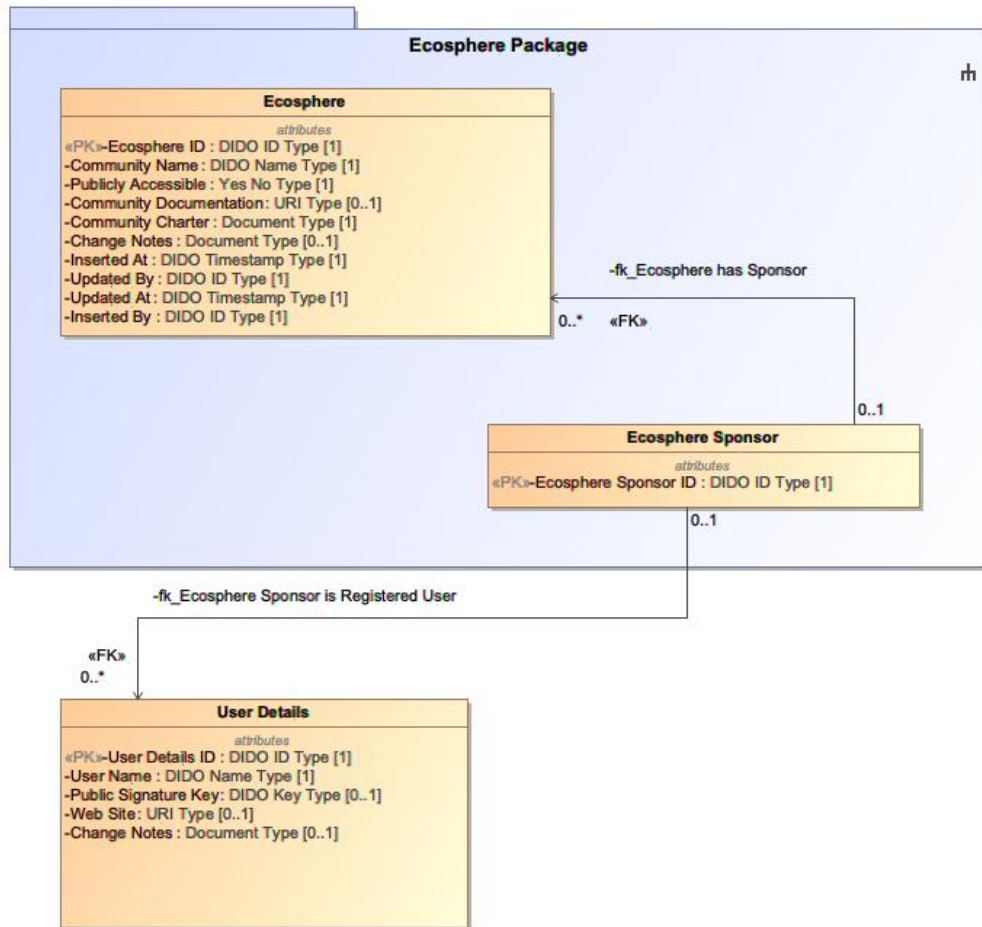 Ecosphere Package
Ecosphere
attributes
«PK»-Ecosphere ID : DIDO ID Type [1]
-Community Name : DIDO Name Type [1]
-Publicly Accessible : Yes No Type [1]
-Community Documentation: URI Type [0..1]
-Community Charter : Document Type [1]
-Change Notes : Document Type [0..1]
-Inserted At : DIDO Timestamp Type [1]
-Updated By : DIDO ID Type [1]
-Updated At : DIDO Timestamp Type [1]
-Inserted By : DIDO ID Type [1]
-fk_Ecosphere has Sponsor
0..* «FK»
0..1
Ecosphere Sponsor
attributes
«PK»-Ecosphere Sponsor ID : DIDO ID Type [1]
0..1
-fk_Ecosphere Sponsor is Registered User
«FK»
0..*
User Details
attributes
«PK»-User Details ID : DIDO ID Type [1]
-User Name : DIDO Name Type [1]
-Public Signature Key: DIDO Key Type [0..1]
-Web Site: URI Type [0..1]
-Change Notes : Document Type [0..1]